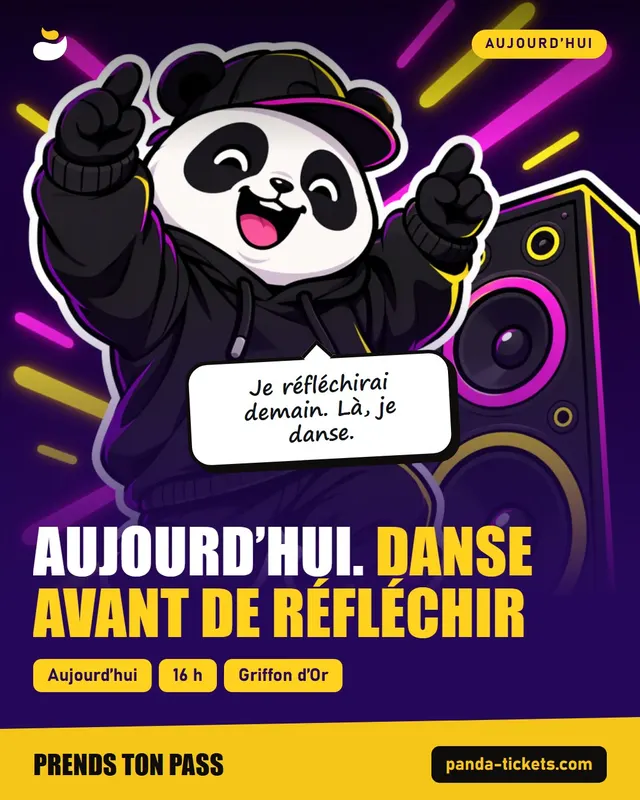 AUJOURD'HUI
Je réfléchirai
demain. Là, je
danse.
AUJOURD'HUI. DANSE
AVANT DE RÉFLÉCHIR
Aujourd'hui
16 h
Griffon d'Or
PRENDS TON PASS
panda-tickets.com